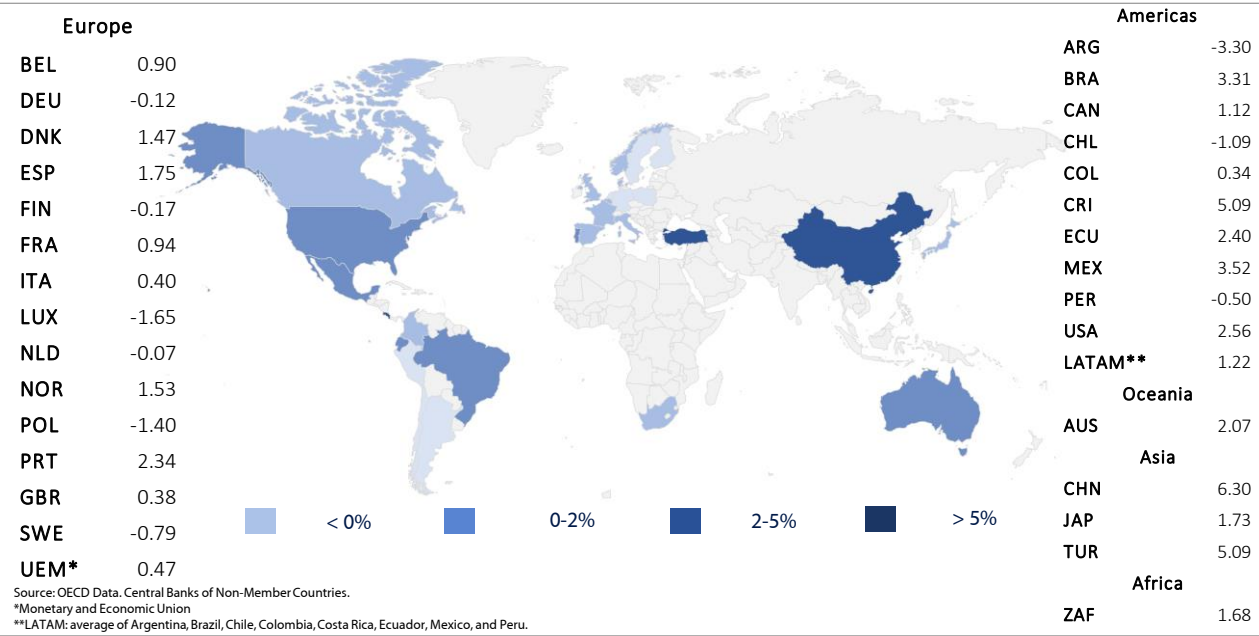 Europe
BEL 0.90
DEU -0.12
DNK 1.47
ESP 1.75
FIN -0.17
FRA 0.94
ITA 0.40
LUX -1.65
NLD -0.07
NOR 1.53
POL -1.40
PRT 2.34
GBR 0.38
SWE -0.79
UEM* 0.47
Americas
ARG -3.30
BRA 3.31
CAN 1.12
CHL -1.09
COL 0.34
CRI 5.09
ECU 2.40
MEX 3.52
PER -0.50
USA 2.56
LATAM** 1.22
Oceania
AUS 2.07
Asia
CHN 6.30
JAP 1.73
TUR 5.09
Africa
ZAF 1.68
< 0% 0-2% 2-5% > 5%
Source: OECD Data. Central Banks of Non-Member Countries.
*Monetary and Economic Union
**LATAM: average of Argentina, Brazil, Chile, Colombia, Costa Rica, Ecuador, Mexico, and Peru.